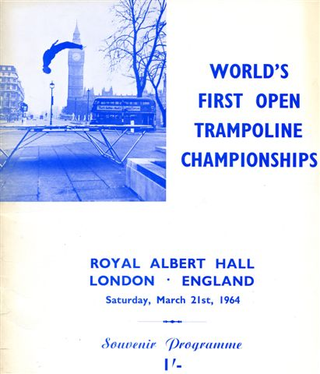 WORLD'S
FIRST OPEN
TRAMPOLINE
CHAMPIONSHIPS
ROYAL ALBERT HALL
LONDON · ENGLAND
Saturday, March 21st, 1964
Souvenir Programme
1/-